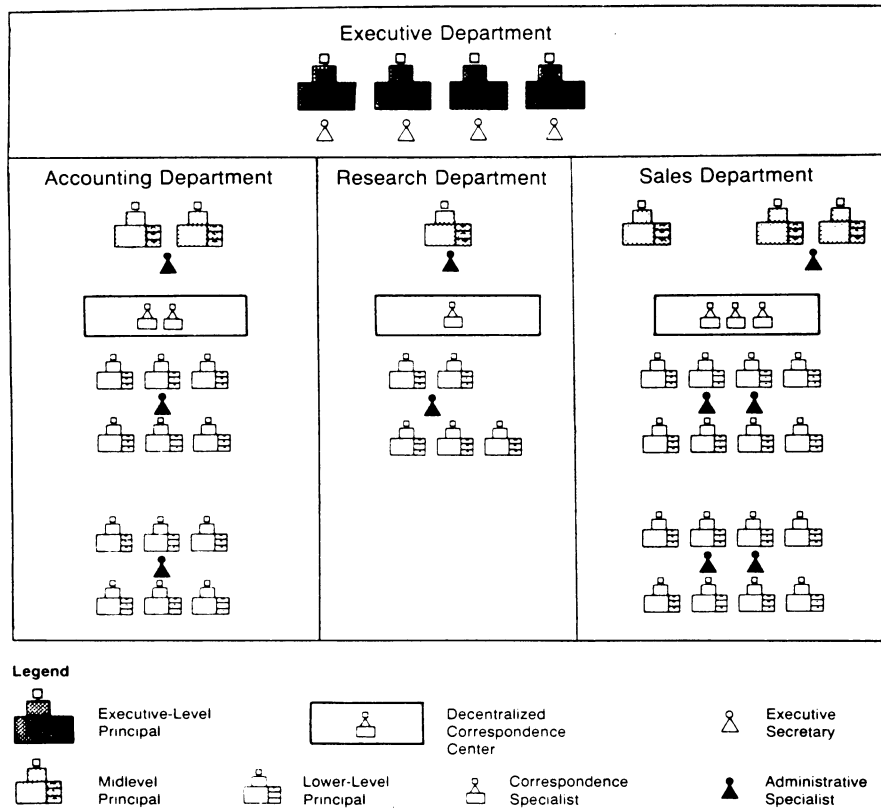 Executive Department
Accounting Department
Research Department
Sales Department
Legend
Executive-Level
Principal
Decentralized
Correspondence
Center
Executive
Secretary
Midlevel
Principal
Lower-Level
Principal
Correspondence
Specialist
Administrative
Specialist